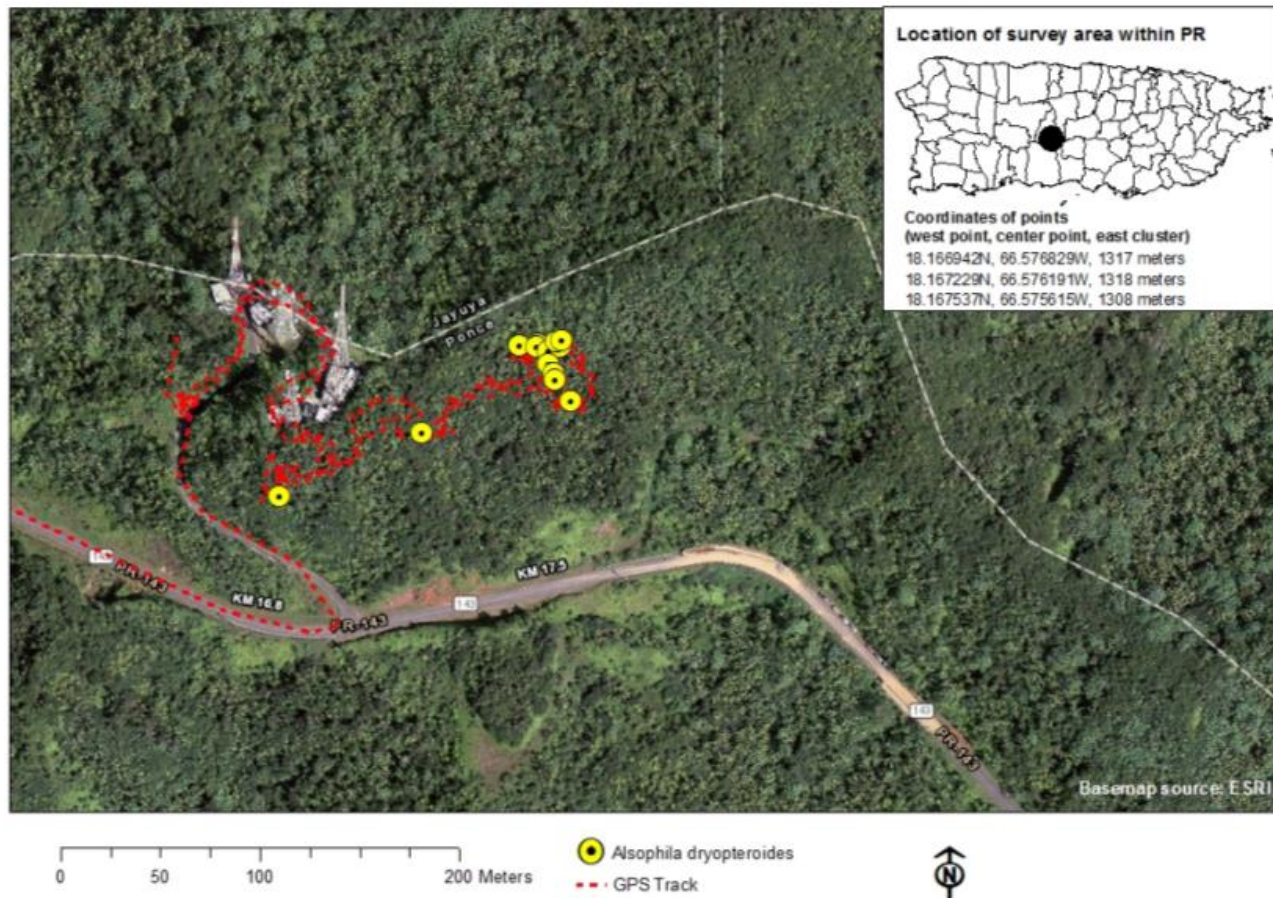 Location of survey area within PR
Coordinates of points
(west point, center point, east cluster)
18.166942N, 66.576829W, 1317 meters
18.167229N, 66.576191W, 1318 meters
18.167537N, 66.575615W, 1308 meters
Jayuya
Ponce
PR-143
KM 16.8
PR-143
143
KM 17.5
143
PR-143
Basemap source: ESRI
0 50 100 200 Meters
Alsophila dryopteroides
GPS Track
N